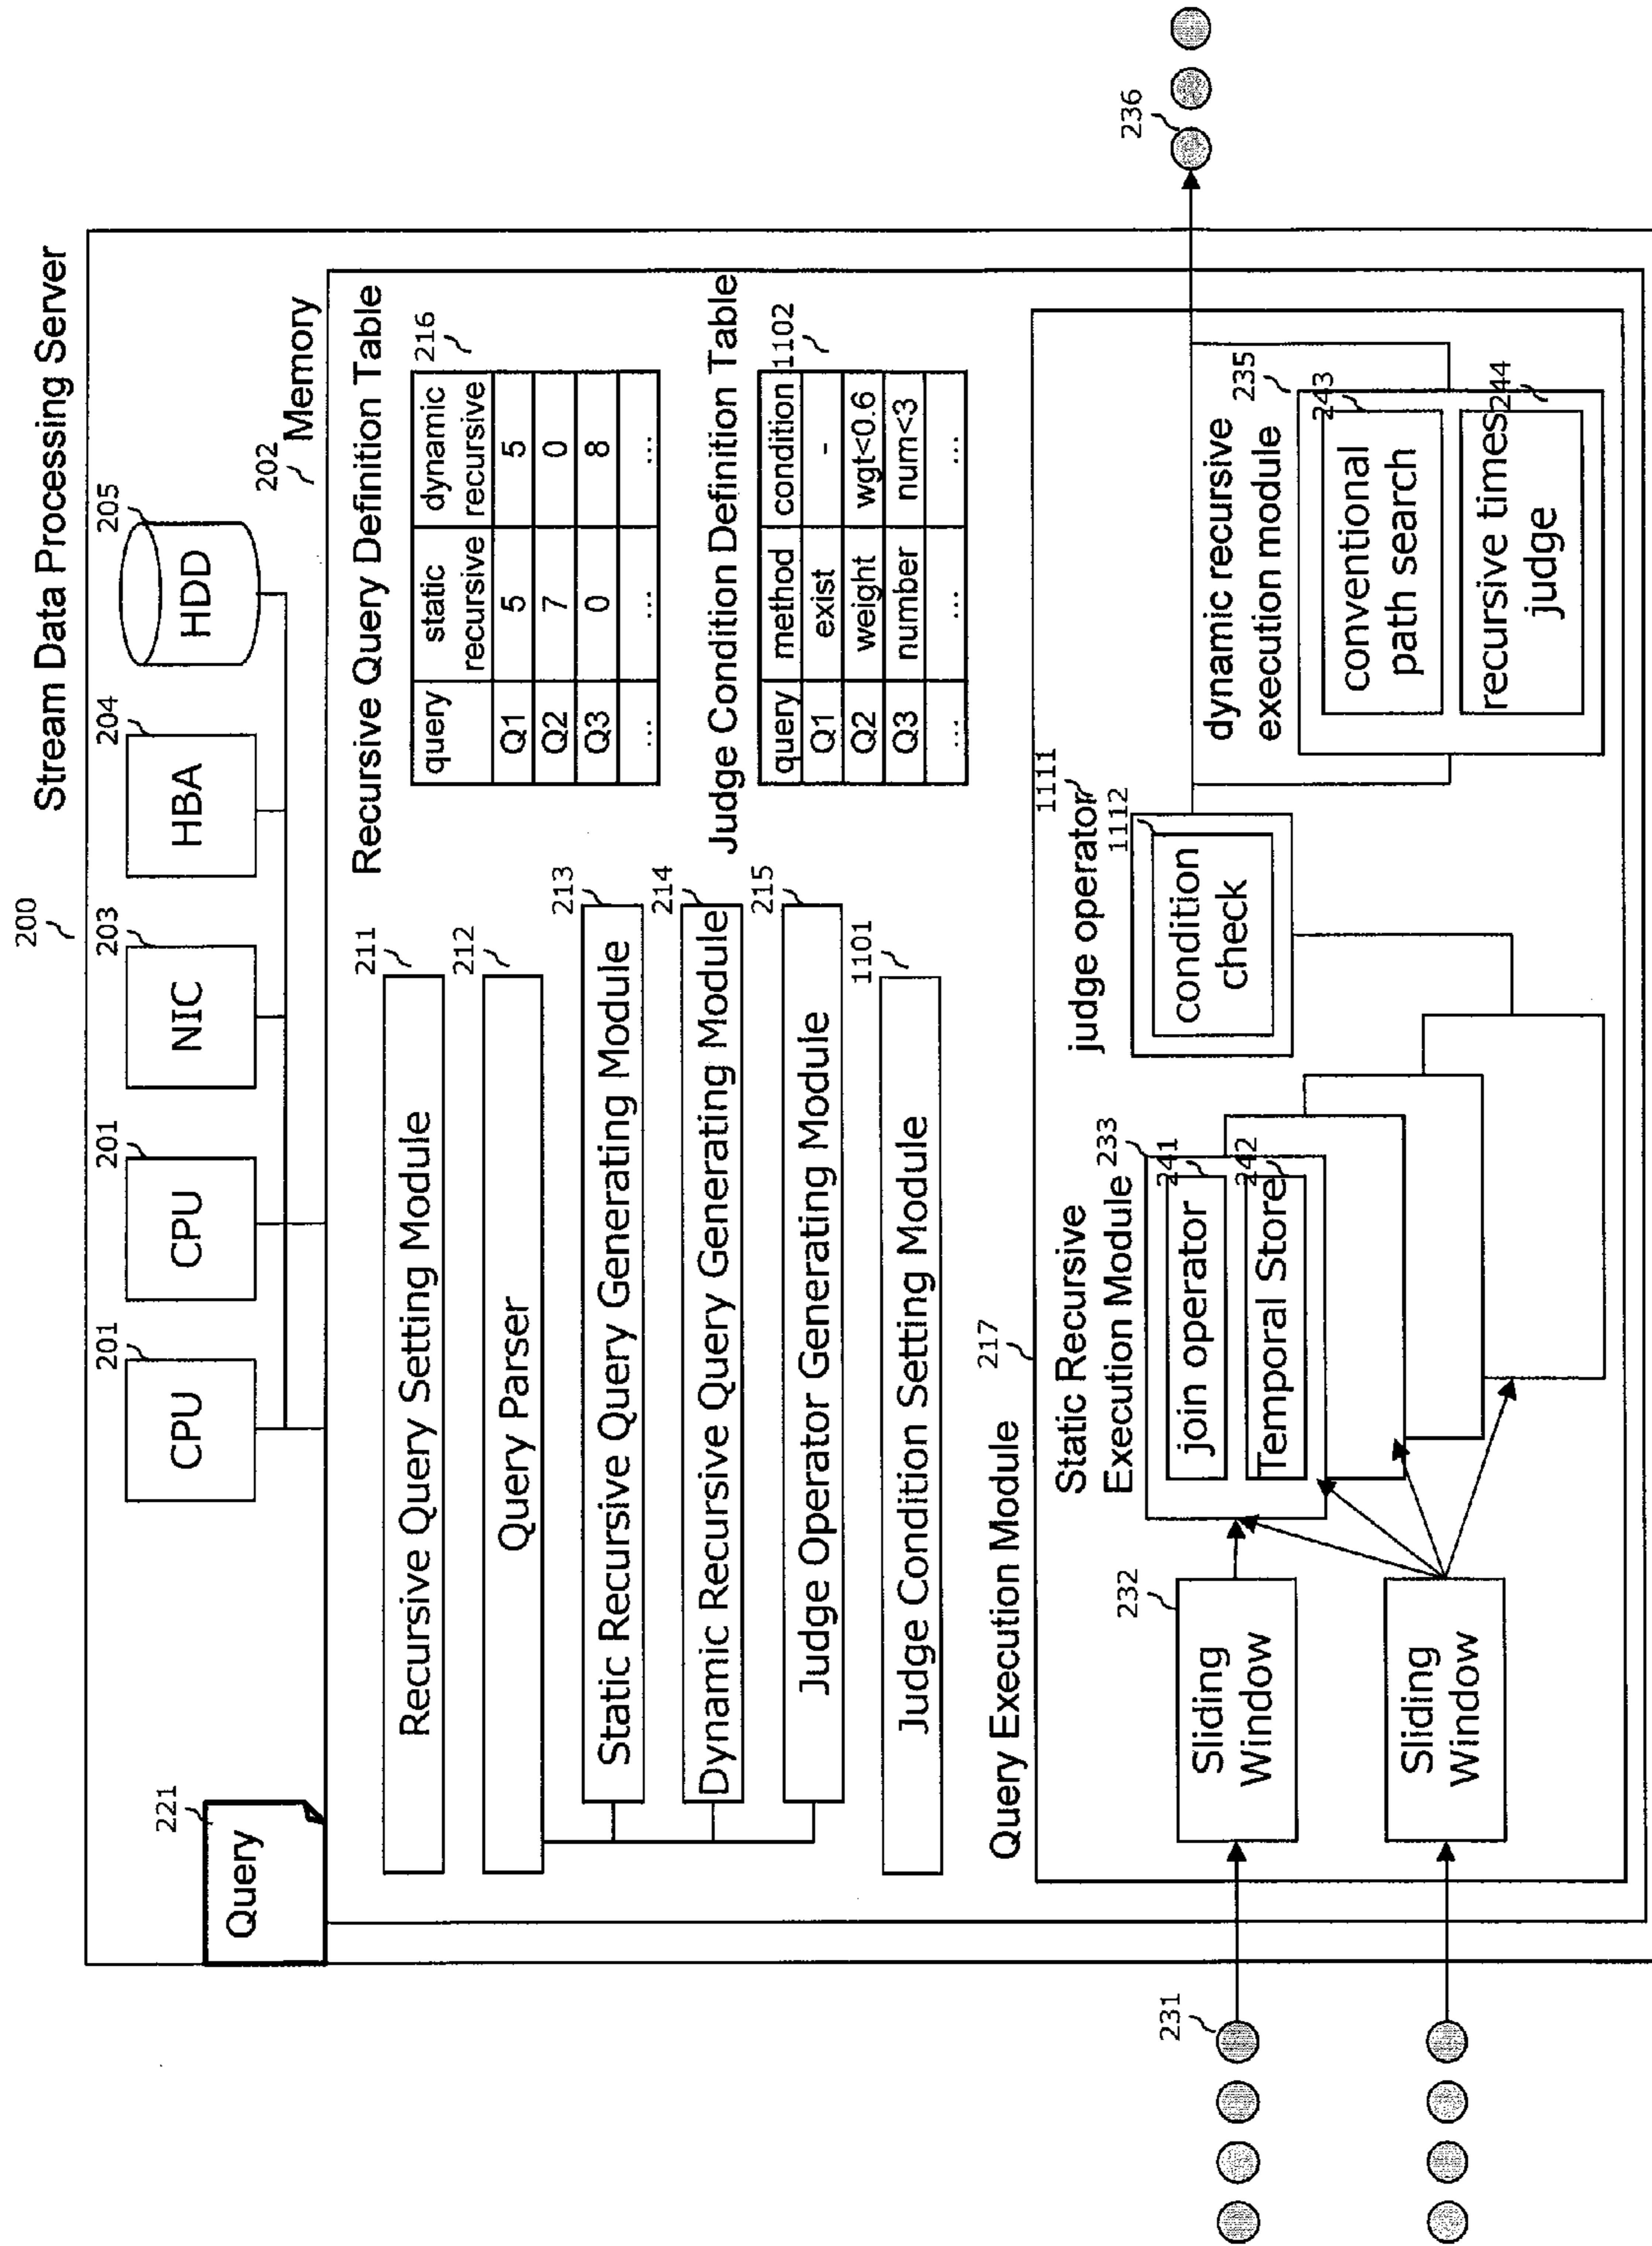 200
Stream Data Processing Server
221
Query
201
CPU
201
CPU
203
NIC
204
HBA
205
HDD
202
Memory
211
Recursive Query Setting Module
212
Query Parser
213
Static Recursive Query Generating Module
214
Dynamic Recursive Query Generating Module
215
Judge Operator Generating Module
1101
Judge Condition Setting Module
Recursive Query Definition Table
216
query static recursive dynamic recursive
Q1 5 5
Q2 7 0
Q3 0 8
... ... ...
Judge Condition Definition Table
1102
query method condition
Q1 exist -
Q2 weight wgt<0.6
Q3 number num<3
... ... ...
Query Execution Module
217
231
232
Sliding
Window
Sliding
Window
Static Recursive
Execution Module
233
241
join operator
242
Temporal Store
1111
judge operator
1112
condition
check
dynamic recursive
execution module
235
243
conventional
path search
244
recursive times
judge
236